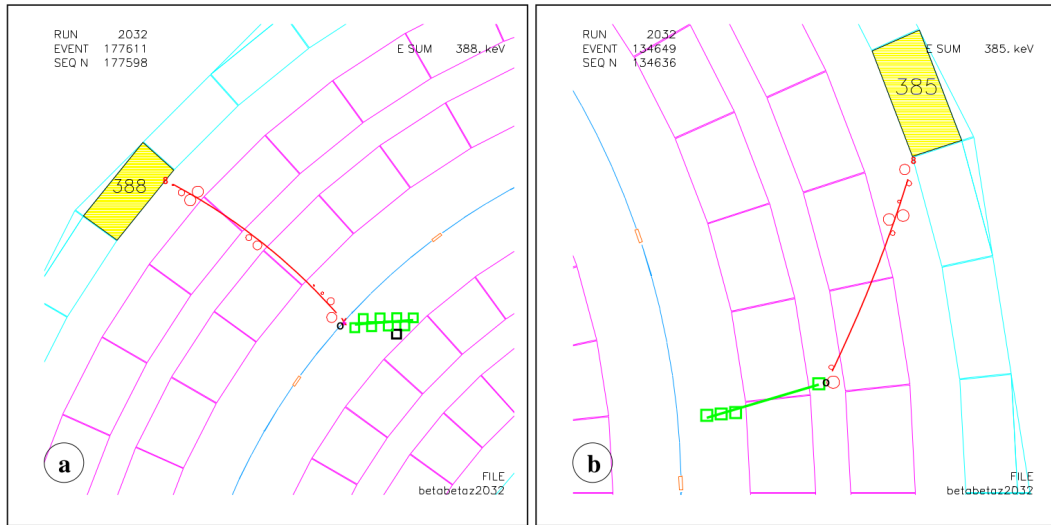 RUN 2032
EVENT 177611
SEQ N 177598
E SUM 388. keV
388
a
FILE
betabetaz2032
RUN 2032
EVENT 134649
SEQ N 134636
E SUM 385. keV
385
b
FILE
betabetaz2032